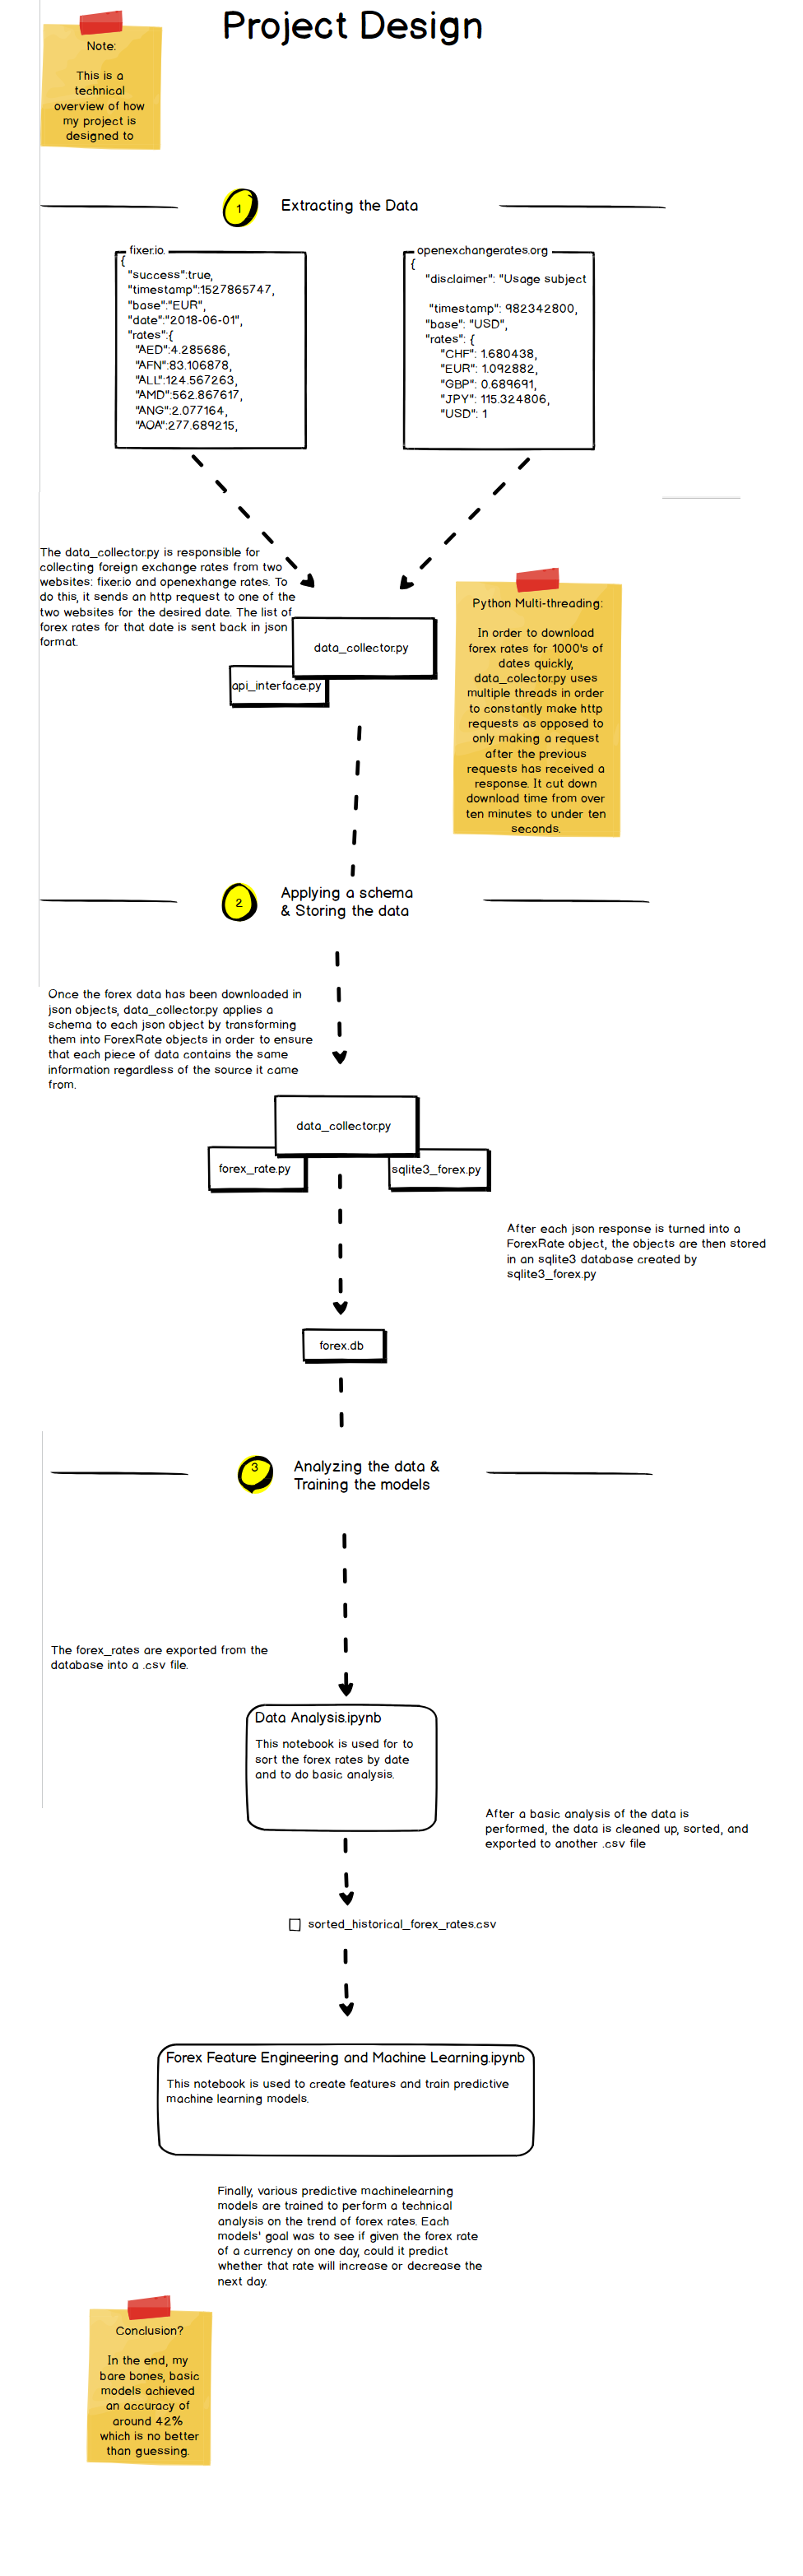 Project Design
Note:
This is a
technical
overview of how
my project is
designed to
1
Extracting the Data
fixer.io.
{
"success":true,
"timestamp":1527865747,
"base":"EUR",
"date":"2018-06-01",
"rates":{
"AED":4.285686,
"AFN":83.106878,
"ALL":124.567263,
"AMD":562.867617,
"ANG":2.077164,
"AOA":277.689215,
openexchangerates.org
{
"disclaimer": "Usage subject
"timestamp": 982342800,
"base": "USD",
"rates": {
"CHF": 1.680438,
"EUR": 1.092882,
"GBP": 0.689691,
"JPY": 115.324806,
"USD": 1
The data_collector.py is responsible for
collecting foreign exchange rates from two
websites: fixer.io and openexhange rates. To
do this, it sends an http request to one of the
two websites for the desired date. The list of
forex rates for that date is sent back in json
format.
data_collector.py
api_interface.py
Python Multi-threading:
In order to download
forex rates for 1000's of
dates quickly,
data_colector.py uses
multiple threads in order
to constantly make http
requests as opposed to
only making a request
after the previous
requests has received a
response. It cut down
download time from over
ten minutes to under ten
seconds.
2
Applying a schema
& Storing the data
Once the forex data has been downloaded in
json objects, data_collector.py applies a
schema to each json object by transforming
them into ForexRate objects in order to ensure
that each piece of data contains the same
information regardless of the source it came
from.
data_collector.py
forex_rate.py
sqlite3_forex.py
After each json response is turned into a
ForexRate object, the objects are then stored
in an sqlite3 database created by
sqlite3_forex.py
forex.db
3
Analyzing the data &
Training the models
The forex_rates are exported from the
database into a .csv file.
Data Analysis.ipynb
This notebook is used for to
sort the forex rates by date
and to do basic analysis.
After a basic analysis of the data is
performed, the data is cleaned up, sorted, and
exported to another .csv file
sorted_historical_forex_rates.csv
Forex Feature Engineering and Machine Learning.ipynb
This notebook is used to create features and train predictive
machine learning models.
Finally, various predictive machinelearning
models are trained to perform a technical
analysis on the trend of forex rates. Each
models' goal was to see if given the forex rate
of a currency on one day, could it predict
whether that rate will increase or decrease the
next day.
Conclusion?
In the end, my
bare bones, basic
models achieved
an accuracy of
around 42%
which is no better
than guessing.